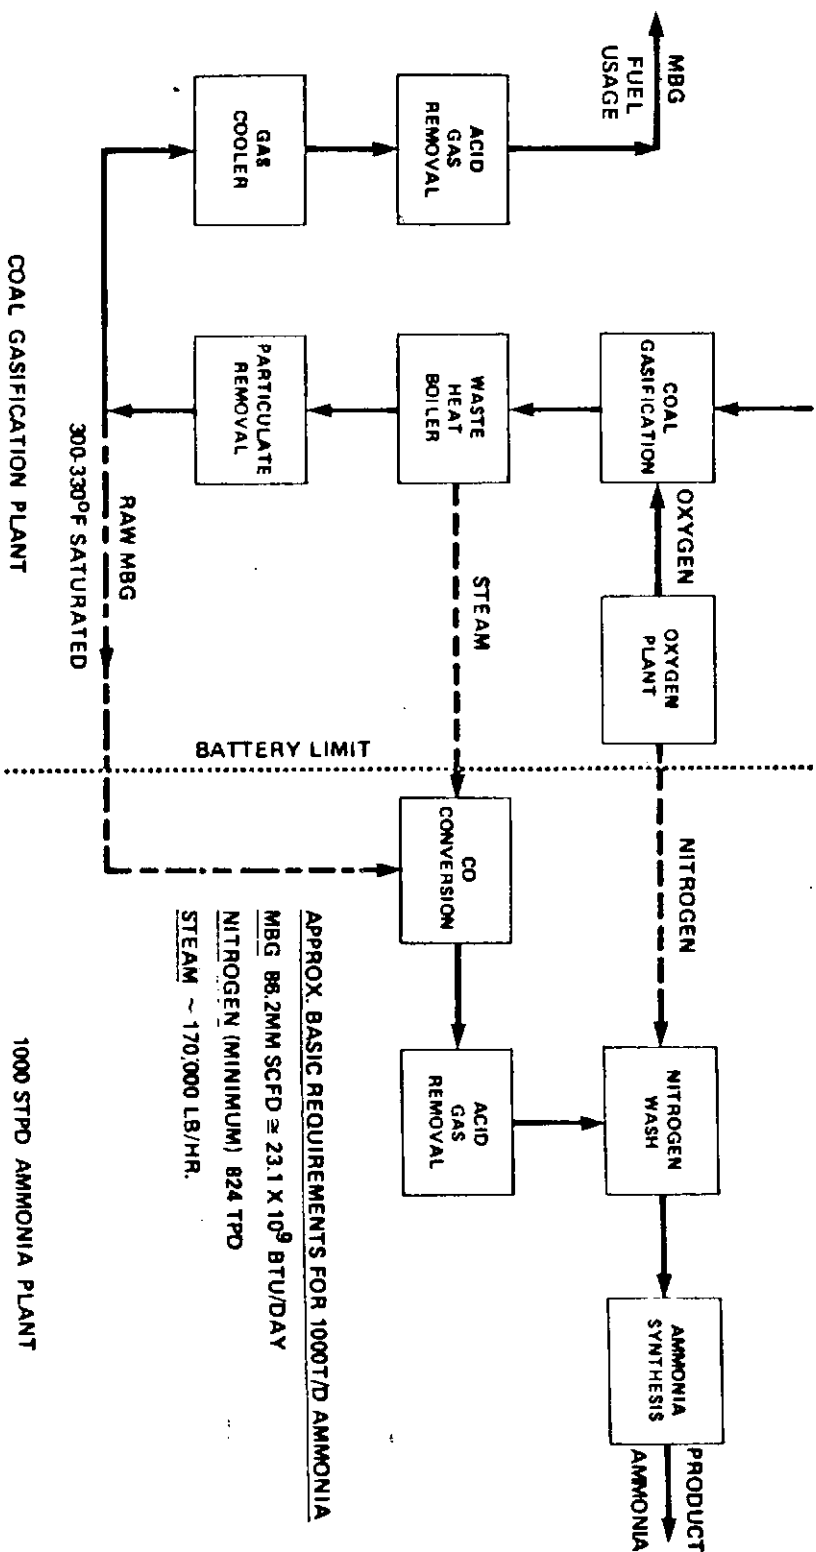 COAL
GASIFICATION
OXYGEN
OXYGEN
PLANT
NITROGEN
NITROGEN
WASH
AMMONIA
SYNTHESIS
PRODUCT
AMMONIA
MBG
FUEL
USAGE
ACID
GAS
REMOVAL
GAS
COOLER
WASTE
HEAT
BOILER
STEAM
PARTICULATE
REMOVAL
RAW MBG
300-330°F SATURATED
BATTERY LIMIT
CO
CONVERSION
ACID
GAS
REMOVAL
APPROX. BASIC REQUIREMENTS FOR 1000T/D AMMONIA
MBG 86.2MM SCFD ≅ 23.1 X 10⁹ BTU/DAY
NITROGEN (MINIMUM) 824 TPD
STEAM ~ 170,000 LB/HR.
COAL GASIFICATION PLANT
1000 STPD AMMONIA PLANT